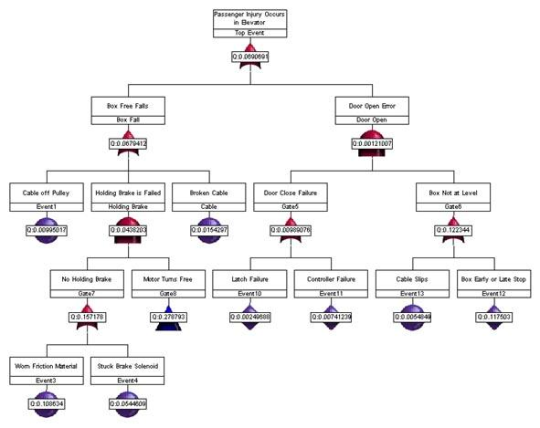 Passenger Injury Occurs
in Elevator
Top Event
Q:0.0690691
Box Free Falls
Box Fall
Q:0.0679412
Door Open Error
Door Open
Q:0.00121007
Cable off Pulley
Event1
Q:0.00995017
Holding Brake is Failed
Holding Brake
Q:0.0438203
Broken Cable
Cable
Q:0.0154297
Door Close Failure
Gate5
Q:0.00989076
Box Not at Level
Gate6
Q:0.122344
No Holding Brake
Gate7
Q:0.157178
Motor Turns Free
Gate8
Q:0.278793
Latch Failure
Event10
Q:0.00249688
Controller Failure
Event11
Q:0.00741239
Cable Slips
Event13
Q:0.0054849
Box Early or Late Stop
Event12
Q:0.117503
Worn Friction Material
Event3
Q:0.108634
Stuck Brake Solenoid
Event4
Q:0.0544609